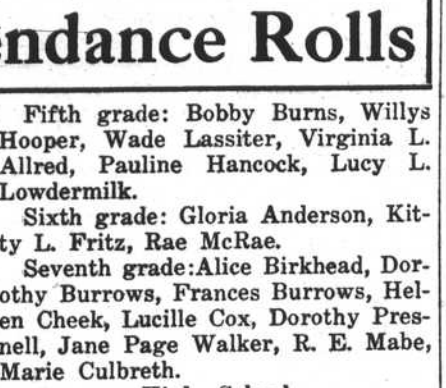 endance Rolls
Fifth grade: Bobby Burns, Willys
Hooper, Wade Lassiter, Virginia L.
Allred, Pauline Hancock, Lucy L.
Lowdermilk.
Sixth grade: Gloria Anderson, Kit-
ty L. Fritz, Rae McRae.
Seventh grade:Alice Birkhead, Dor-
othy Burrows, Frances Burrows, Hel-
en Cheek, Lucille Cox, Dorothy Pres-
nell, Jane Page Walker, R. E. Mabe,
Marie Culbreth.